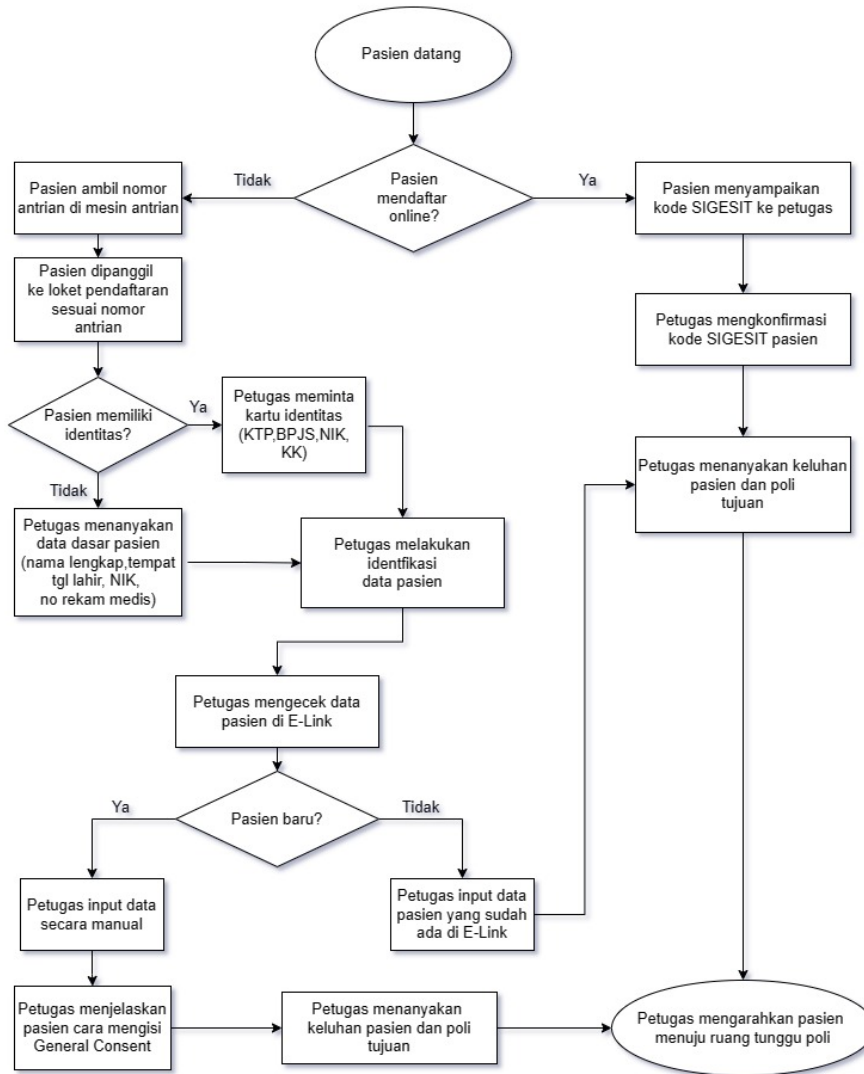 Pasien datang
Pasien
mendaftar
online?
Tidak
Ya
Pasien ambil nomor
antrian di mesin antrian
Pasien menyampaikan
kode SIGESIT ke petugas
Pasien dipanggil
ke loket pendaftaran
sesuai nomor
antrian
Petugas mengkonfirmasi
kode SIGESIT pasien
Pasien memiliki
identitas?
Ya
Petugas meminta
kartu identitas
(KTP,BPJS,NIK,
KK)
Tidak
Petugas menanyakan keluhan
pasien dan poli
tujuan
Petugas menanyakan
data dasar pasien
(nama lengkap,tempat
tgl lahir, NIK,
no rekam medis)
Petugas melakukan
identfikasi
data pasien
Petugas mengecek data
pasien di E-Link
Pasien baru?
Ya
Tidak
Petugas input data
secara manual
Petugas input data
pasien yang sudah
ada di E-Link
Petugas menjelaskan
pasien cara mengisi
General Consent
Petugas menanyakan
keluhan pasien dan poli
tujuan
Petugas mengarahkan pasien
menuju ruang tunggu poli